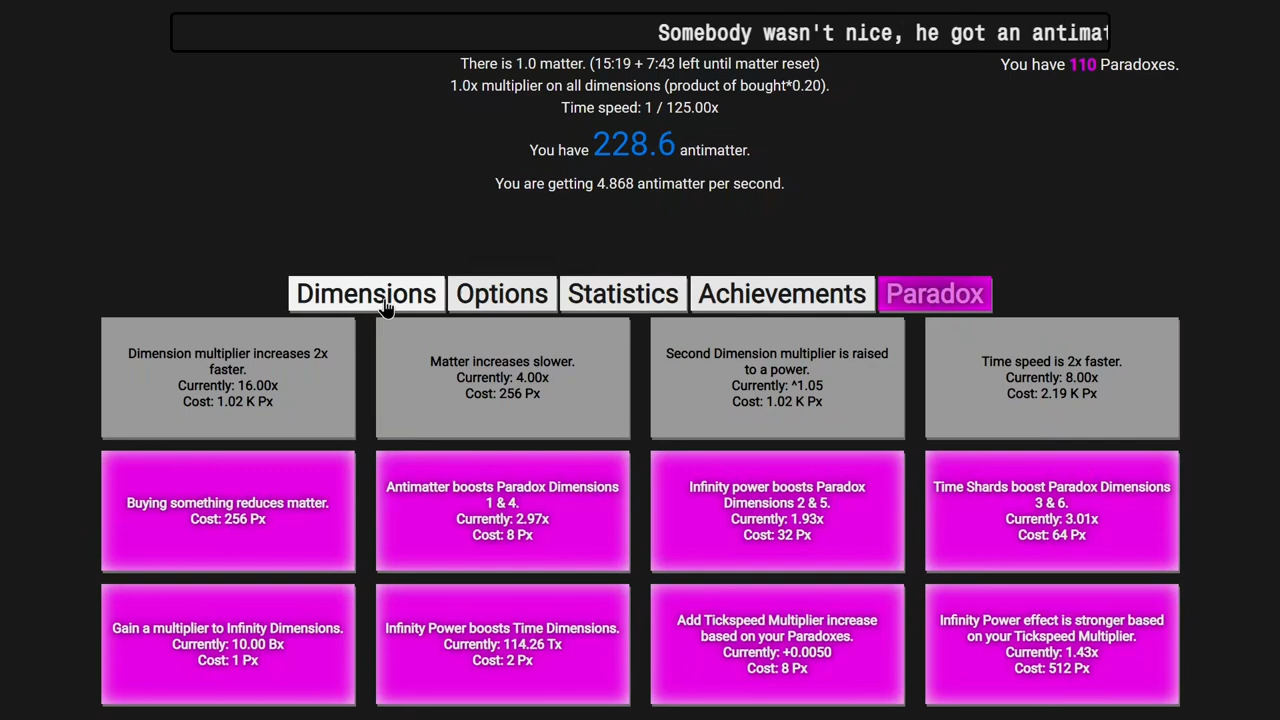 Somebody wasn't nice, he got an antimat
There is 1.0 matter. (15:19 + 7:43 left until matter reset)
You have 110 Paradoxes.
1.0x multiplier on all dimensions (product of bought*0.20).
Time speed: 1 / 125.00x
You have 228.6 antimatter.
You are getting 4.868 antimatter per second.
Dimensions
Options
Statistics
Achievements
Paradox
Dimension multiplier increases 2x
faster.
Currently: 16.00x
Cost: 1.02 K Px
Matter increases slower.
Currently: 4.00x
Cost: 256 Px
Second Dimension multiplier is raised
to a power.
Currently: ^1.05
Cost: 1.02 K Px
Time speed is 2x faster.
Currently: 8.00x
Cost: 2.19 K Px
Buying something reduces matter.
Cost: 256 Px
Antimatter boosts Paradox Dimensions
1 & 4.
Currently: 2.97x
Cost: 8 Px
Infinity power boosts Paradox
Dimensions 2 & 5.
Currently: 1.93x
Cost: 32 Px
Time Shards boost Paradox Dimensions
3 & 6.
Currently: 3.01x
Cost: 64 Px
Gain a multiplier to Infinity Dimensions.
Currently: 10.00 Bx
Cost: 1 Px
Infinity Power boosts Time Dimensions.
Currently: 114.26 Tx
Cost: 2 Px
Add Tickspeed Multiplier increase
based on your Paradoxes.
Currently: +0.0050
Cost: 8 Px
Infinity Power effect is stronger based
on your Tickspeed Multiplier.
Currently: 1.43x
Cost: 512 Px